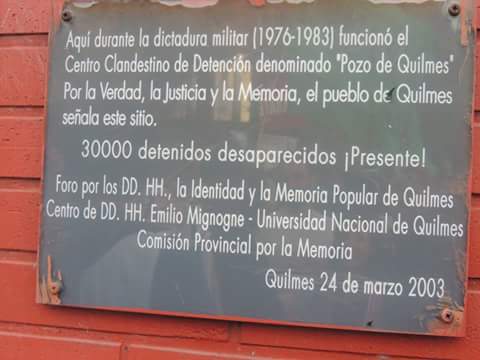 Aquí durante la dictadura militar (1976-1983) funcionó el
Centro Clandestino de Detención denominado "Pozo de Quilmes"
Por la Verdad, la Justicia y la Memoria, el pueblo de Quilmes
señala este sitio.
30000 detenidos desaparecidos ¡Presente!
Foro por los DD. HH., la Identidad y la Memoria Popular de Quilmes
Centro de DD. HH. Emilio Mignogne - Universidad Nacional de Quilmes
Comisión Provincial por la Memoria
Quilmes 24 de marzo 2003